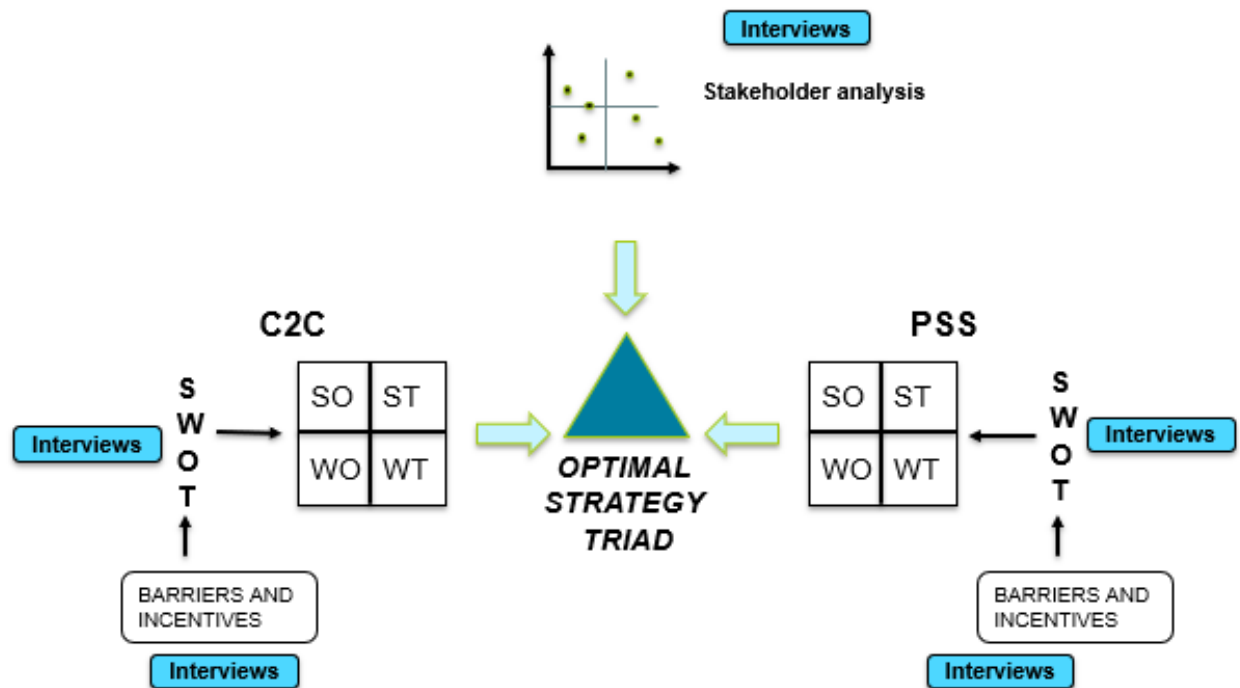 Interviews
Stakeholder analysis
C2C
S
W
O
T
Interviews
SO ST
WO WT
BARRIERS AND
INCENTIVES
Interviews
OPTIMAL
STRATEGY
TRIAD
PSS
SO ST
WO WT
S
W
O
T
Interviews
BARRIERS AND
INCENTIVES
Interviews